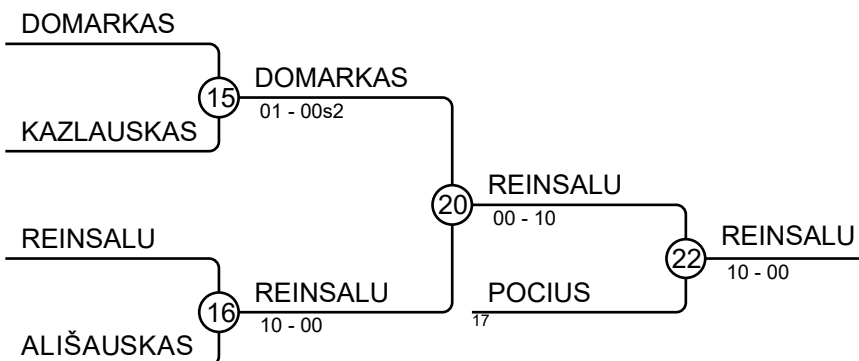 DOMARKAS
15
DOMARKAS
01 - 00s2
KAZLAUSKAS
20
REINSALU
00 - 10
REINSALU
22
REINSALU
10 - 00
16
REINSALU
10 - 00
POCIUS
17
ALIŠAUSKAS